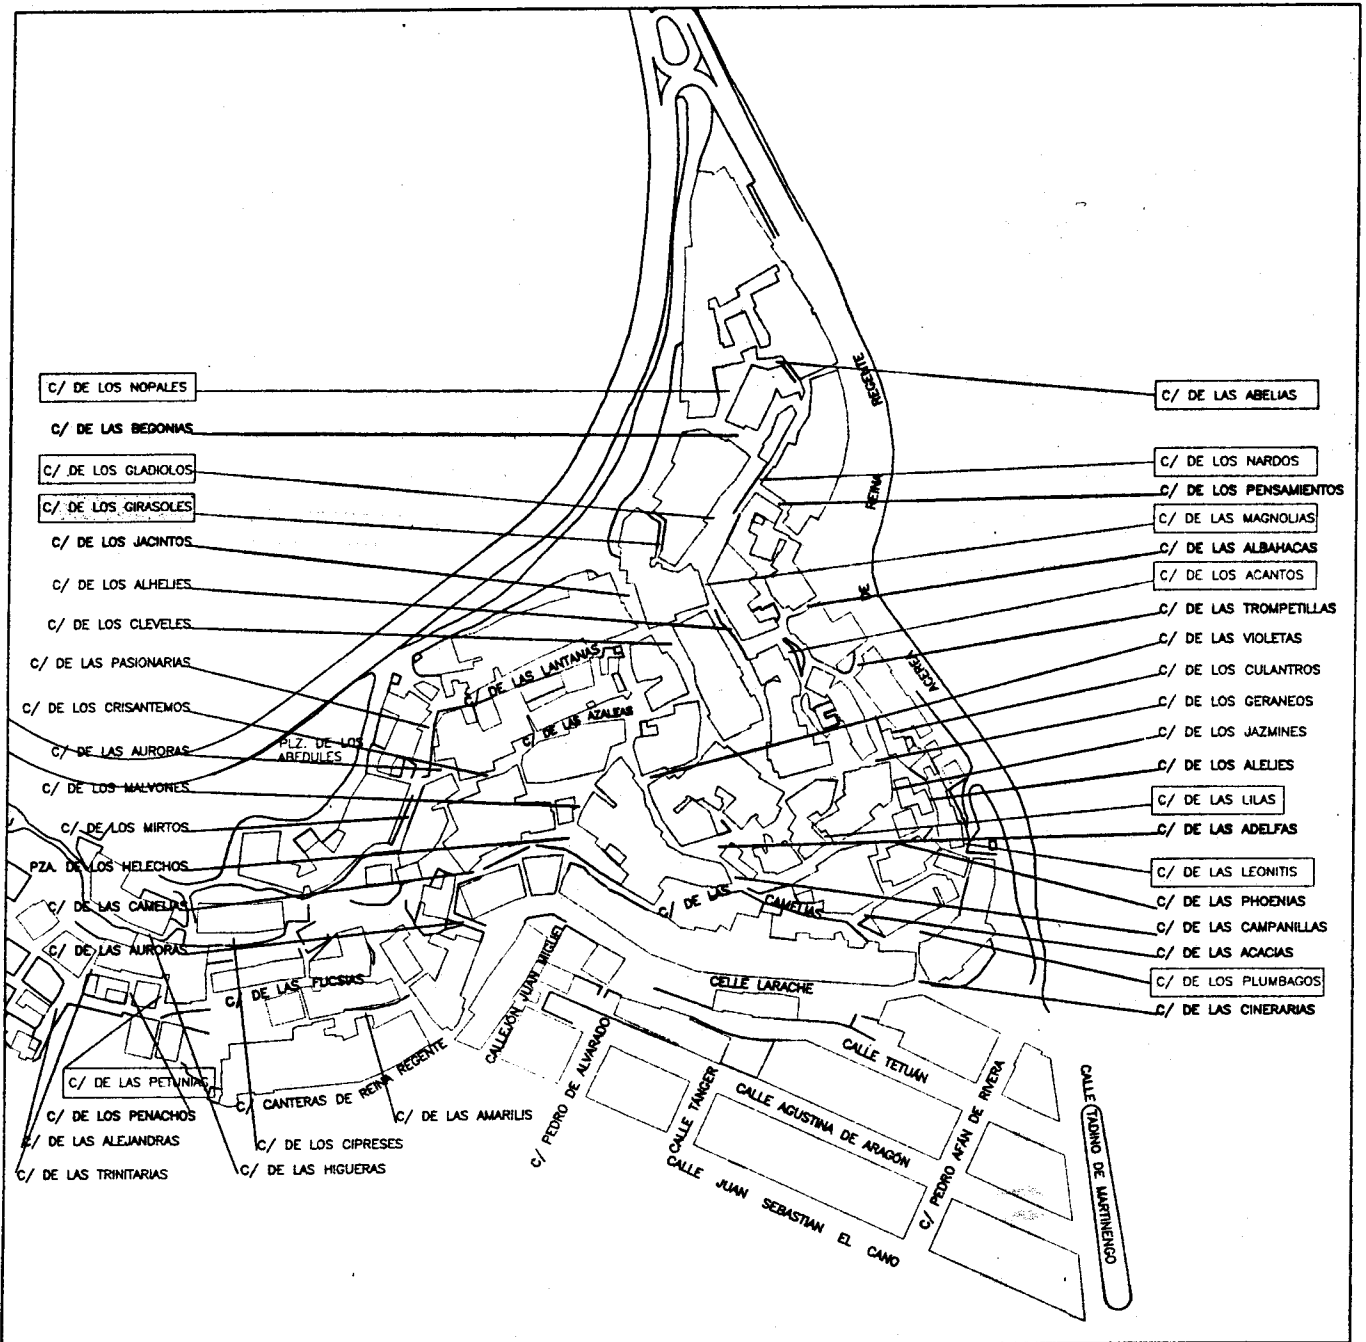 C/ DE LOS NOPALES
C/ DE LAS BEGONIAS
C/ DE LOS GLADIOLOS
C/ DE LOS GIRASOLES
C/ DE LOS JACINTOS
C/ DE LOS ALHELIES
C/ DE LOS CLEVELES
C/ DE LAS PASIONARIAS
C/ DE LOS CRISANTEMOS
C/ DE LAS AURORAS
C/ DE LOS MALVONES
C/ DE LOS MIRTOS
PZA. DE LOS HELECHOS
C/ DE LAS CAMELIAS
C/ DE LAS AURORAS
C/ DE LAS PETUNIAS
C/ DE LOS PENACHOS
C/ DE LAS ALEJANDRAS
C/ DE LAS TRINITARIAS
C/ DE LOS CIPRESES
C/ DE LAS HIGUERAS
C/ DE LAS AMARILIS
C/ CANTERAS DE REINA REGENTE
C/ DE LAS FUCSIAS
PLZ. DE LOS
ABEDULES
C/ DE LAS LANTANAS
C/ DE LAS AZALEAS
C/ DE LAS CAMELIAS
CALLEJÓN JUAN MIGUEL
C/ PEDRO DE ALVARADO
CELLE LARACHE
CALLE TETUÁN
CALLE TÁNGER
CALLE AGUSTINA DE ARAGÓN
CALLE JUAN SEBASTIAN EL CANO
C/ PEDRO AFÁN DE RIVERA
CALLE TADINO DE MARTINENGO
ACEREA DE REINA REGENTE
C/ DE LAS ABELIAS
C/ DE LOS NARDOS
C/ DE LOS PENSAMIENTOS
C/ DE LAS MAGNOLIAS
C/ DE LAS ALBAHACAS
C/ DE LOS ACANTOS
C/ DE LAS TROMPETILLAS
C/ DE LAS VIOLETAS
C/ DE LOS CULANTROS
C/ DE LOS GERANEOS
C/ DE LOS JAZMINES
C/ DE LOS ALELIES
C/ DE LAS LILAS
C/ DE LAS ADELFAS
C/ DE LAS LEONITIS
C/ DE LAS PHOENIAS
C/ DE LAS CAMPANILLAS
C/ DE LAS ACACIAS
C/ DE LOS PLUMBAGOS
C/ DE LAS CINERARIAS